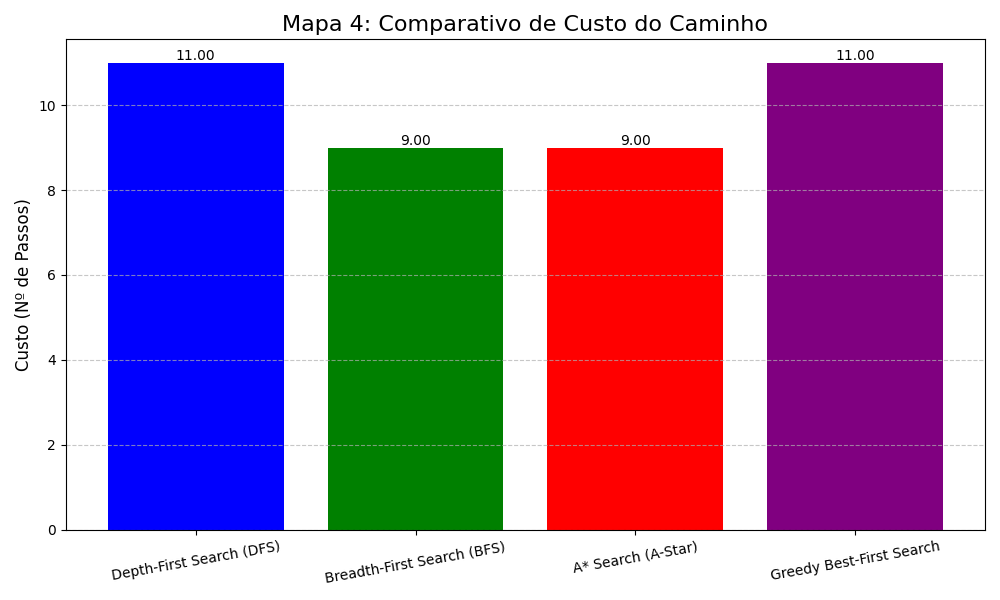 Mapa 4: Comparativo de Custo do Caminho
Custo (Nº de Passos)
10
8
6
4
2
0
11.00
9.00
9.00
11.00
Depth-First Search (DFS)
Breadth-First Search (BFS)
A* Search (A-Star)
Greedy Best-First Search